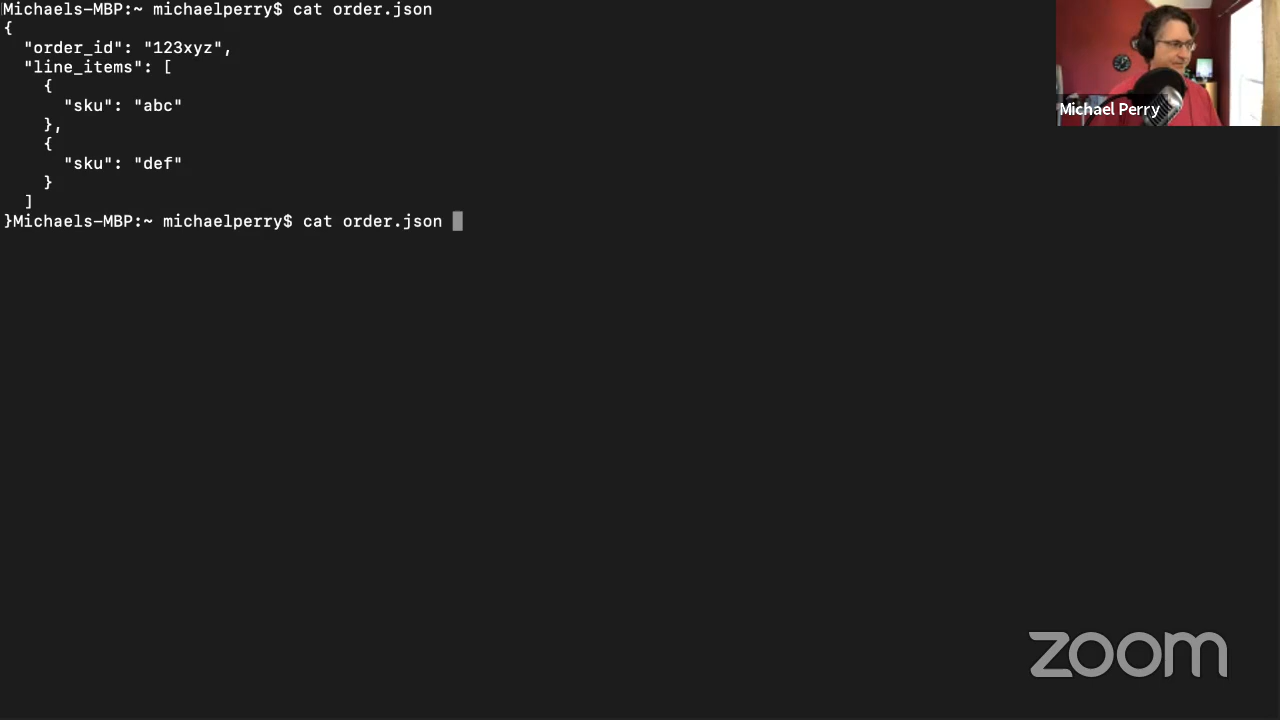 Michaels-MBP:~ michaelperry$ cat order.json
{
  "order_id": "123xyz",
  "line_items": [
    {
      "sku": "abc"
    },
    {
      "sku": "def"
    }
  ]
}Michaels-MBP:~ michaelperry$ cat order.json
Michael Perry
zoom